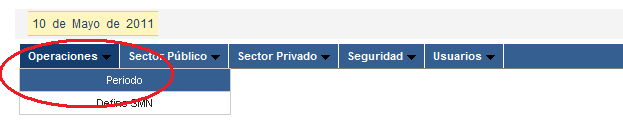 10 de Mayo de 2011
Operaciones Sector Público Sector Privado Seguridad Usuarios
Periodo
Define SMN